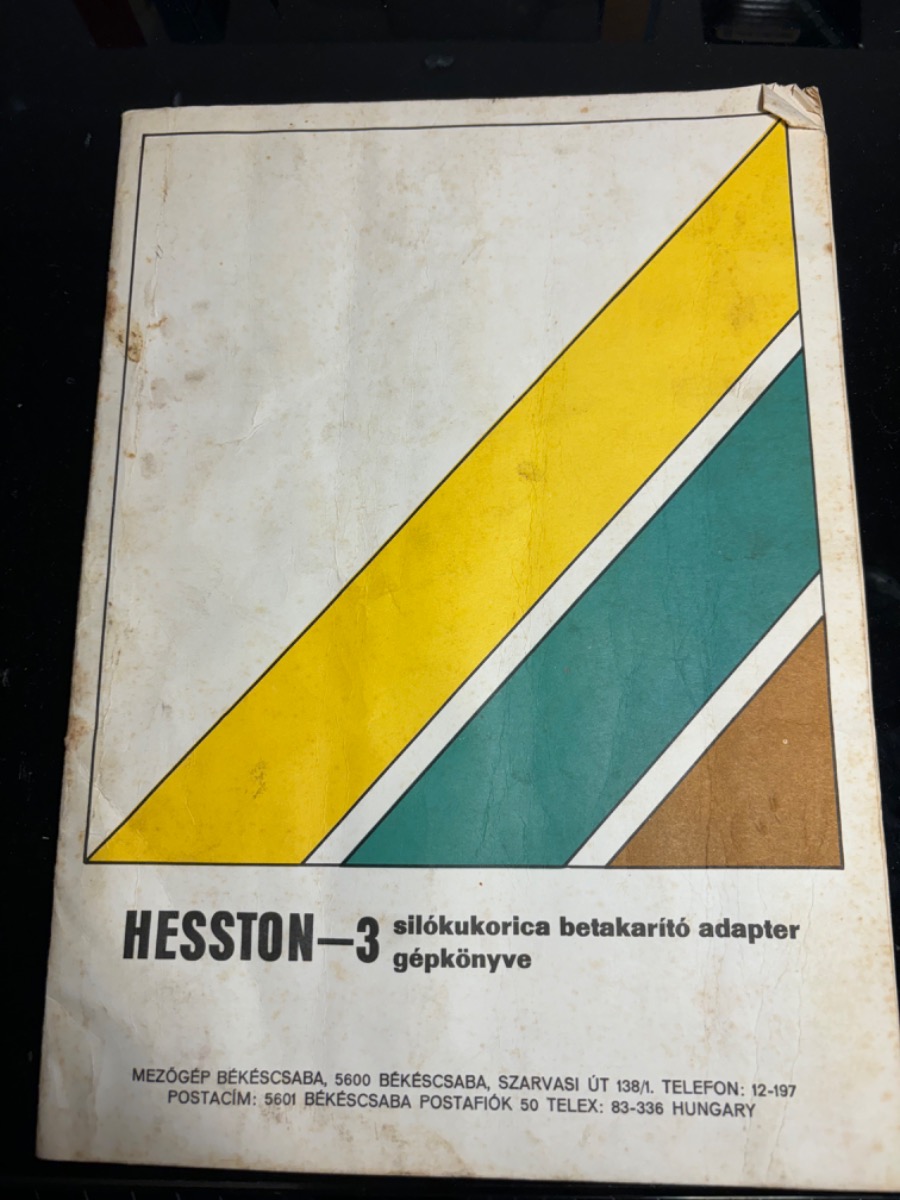 HESSTON–3 silókukorica betakarító adapter
gépkönyve
MEZŐGÉP BÉKÉSCSABA, 5600 BÉKÉSCSABA, SZARVASI ÚT 138/1. TELEFON: 12-197
POSTACÍM: 5601 BÉKÉSCSABA POSTAFIÓK 50 TELEX: 83-336 HUNGARY